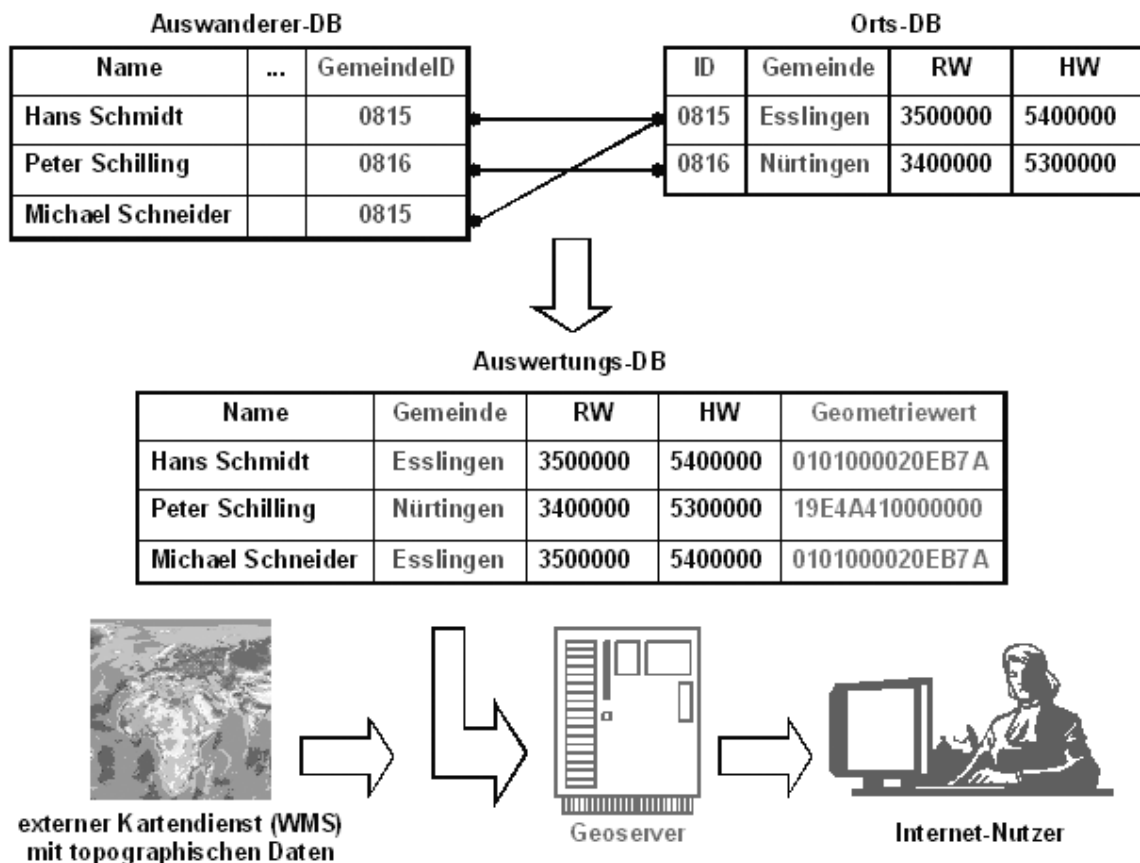 Auswanderer-DB
Orts-DB
Name ... GemeindeID
Hans Schmidt 0815
Peter Schilling 0816
Michael Schneider 0815
ID Gemeinde RW HW
0815 Esslingen 3500000 5400000
0816 Nürtingen 3400000 5300000
Auswertungs-DB
Name Gemeinde RW HW Geometriewert
Hans Schmidt Esslingen 3500000 5400000 0101000020EB7A
Peter Schilling Nürtingen 3400000 5300000 19E4A410000000
Michael Schneider Esslingen 3500000 5400000 0101000020EB7A
externer Kartendienst (WMS)
mit topographischen Daten
Geoserver
Internet-Nutzer